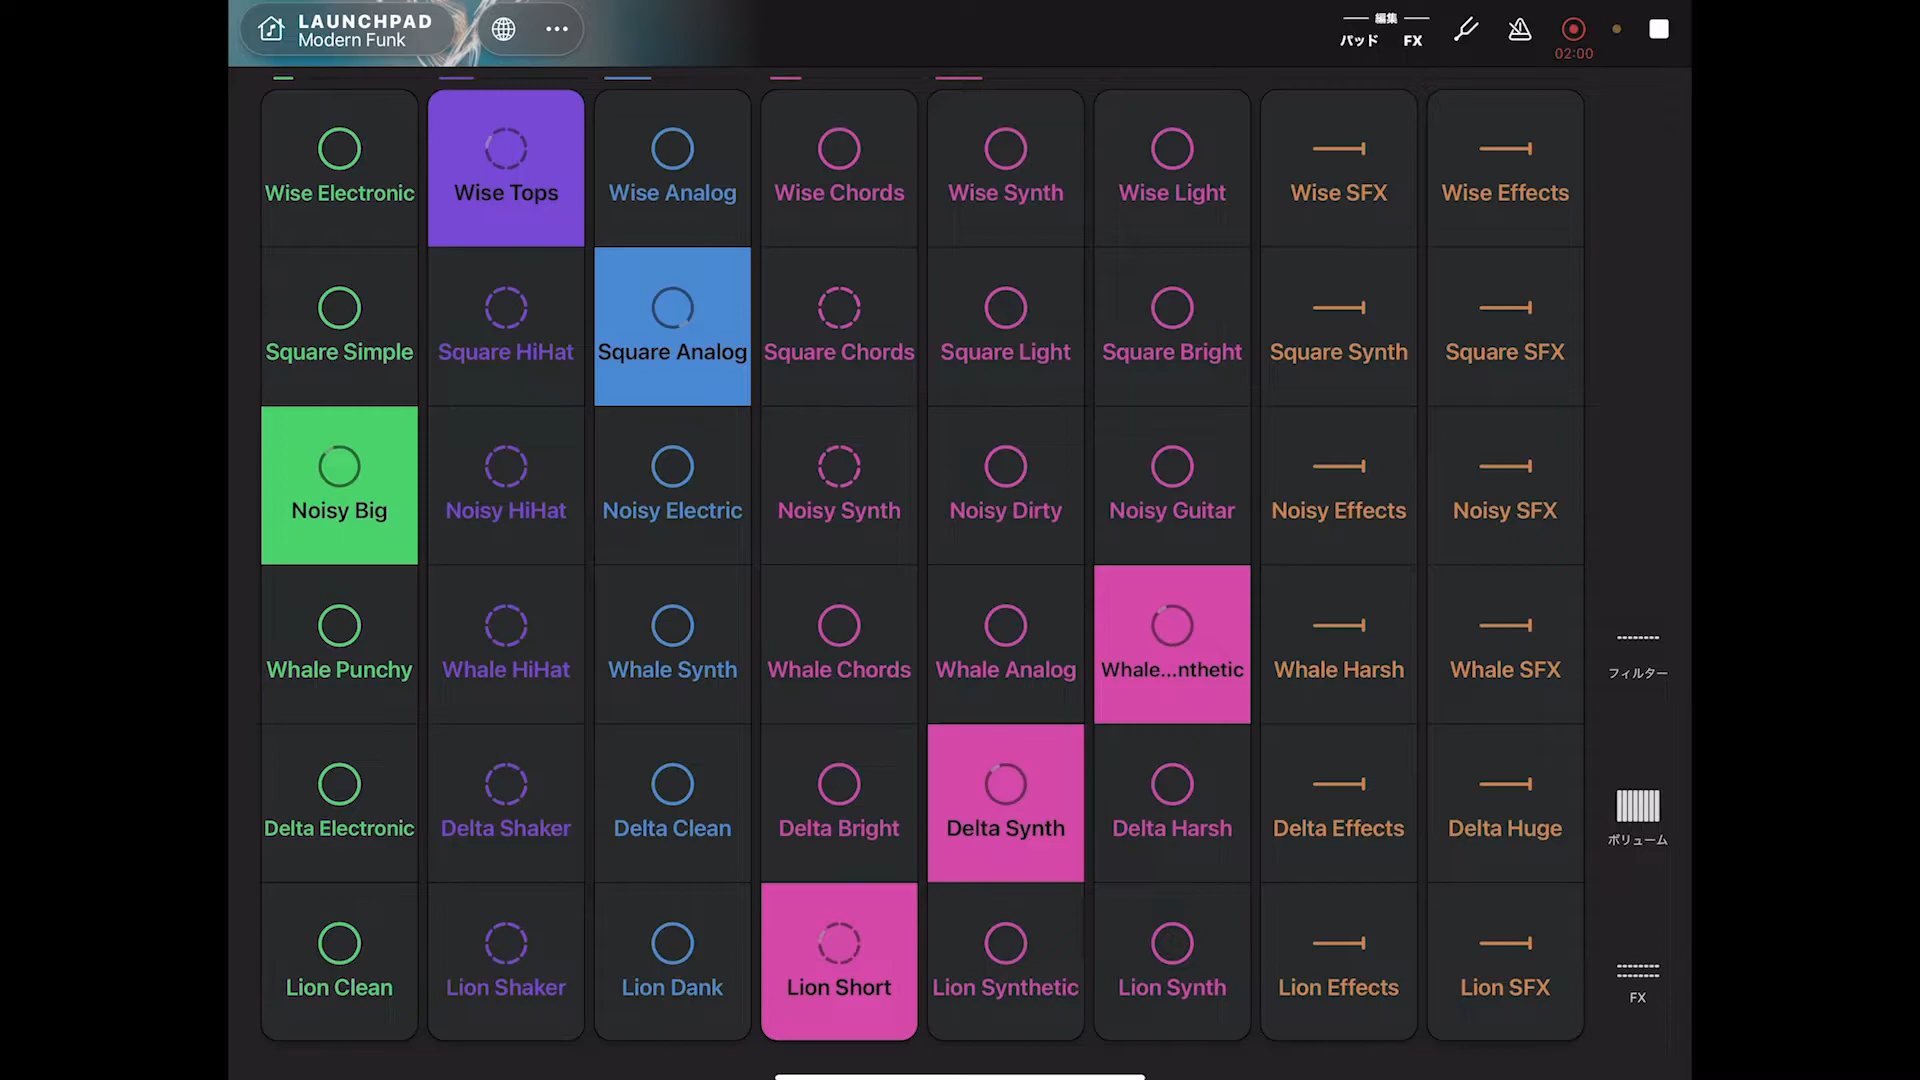 LAUNCHPAD
Modern Funk
編集
パッド FX
02:00
Wise Electronic Wise Tops Wise Analog Wise Chords Wise Synth Wise Light Wise SFX Wise Effects
Square Simple Square HiHat Square Analog Square Chords Square Light Square Bright Square Synth Square SFX
Noisy Big Noisy HiHat Noisy Electric Noisy Synth Noisy Dirty Noisy Guitar Noisy Effects Noisy SFX
Whale Punchy Whale HiHat Whale Synth Whale Chords Whale Analog Whale...nthetic Whale Harsh Whale SFX
フィルター
Delta Electronic Delta Shaker Delta Clean Delta Bright Delta Synth Delta Harsh Delta Effects Delta Huge
ボリューム
Lion Clean Lion Shaker Lion Dank Lion Short Lion Synthetic Lion Synth Lion Effects Lion SFX
FX